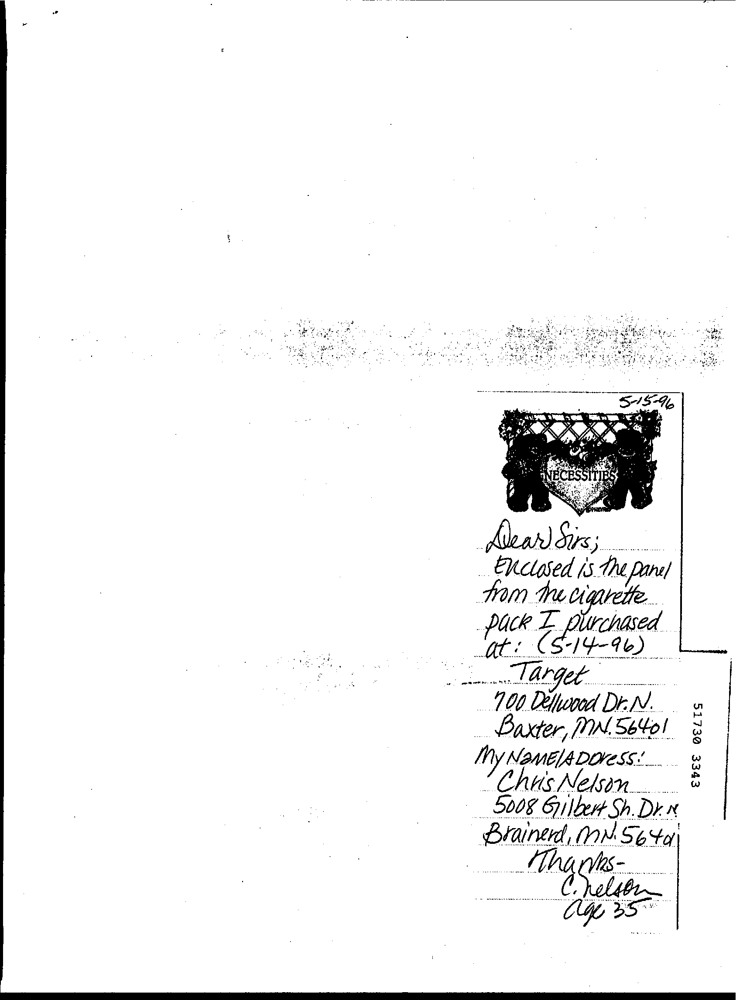 5-15-96
NECESSITIES
Dear Sirs;
Enclosed is the panel
from the cigarette
pack I purchased
at: (5-14-96)
Target
700 Dellwood Dr. N.
Baxter, MN. 56401
My Name/Address:
Chris Nelson
5008 Gilbert Sh. Dr. N
Brainerd, MN. 56401
Thanks-
C. Nelson
age 35
51730 3343